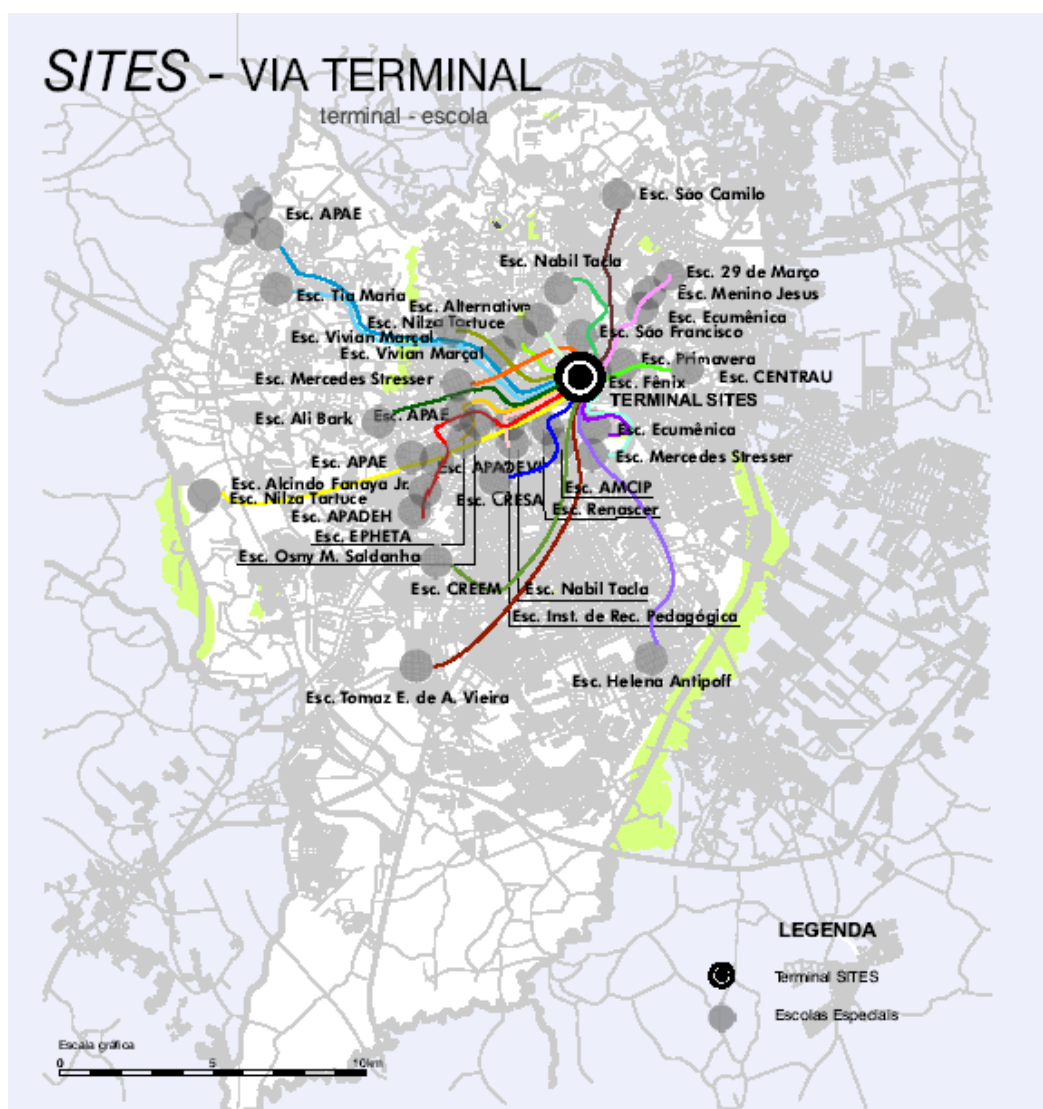 SITES - VIA TERMINAL
terminal - escola
Esc. São Camilo
Esc. APAE
Esc. Nabil Tacla
Esc. 29 de Março
Esc. Tia Maria
Esc. Menino Jesus
Esc. Alternativa
Esc. Ecumênica
Esc. Nilza Tartuce
Esc. São Francisco
Esc. Vivian Marçal
Esc. Vivian Marçal
Esc. Primavera
Esc. Mercedes Stresser
Esc. CENTRAU
Esc. Fênix
TERMINAL SITES
Esc. Ali Bark
Esc. APAE
Esc. Ecumênica
Esc. Mercedes Stresser
Esc. APAE
Esc. APADEVI
Esc. Alcindo Fanaya Jr.
Esc. AMCIP
Esc. Nilza Tartuce
Esc. CRESA
Esc. Renascer
Esc. APADEH
Esc. EPHETA
Esc. Osny M. Saldanha
Esc. CREEM
Esc. Nabil Tacla
Esc. Inst. de Rec. Pedagógica
Esc. Helena Antipoff
Esc. Tomaz E. de A. Vieira
LEGENDA
Terminal SITES
Escolas Especiais
Escala gráfica
0 5 10km